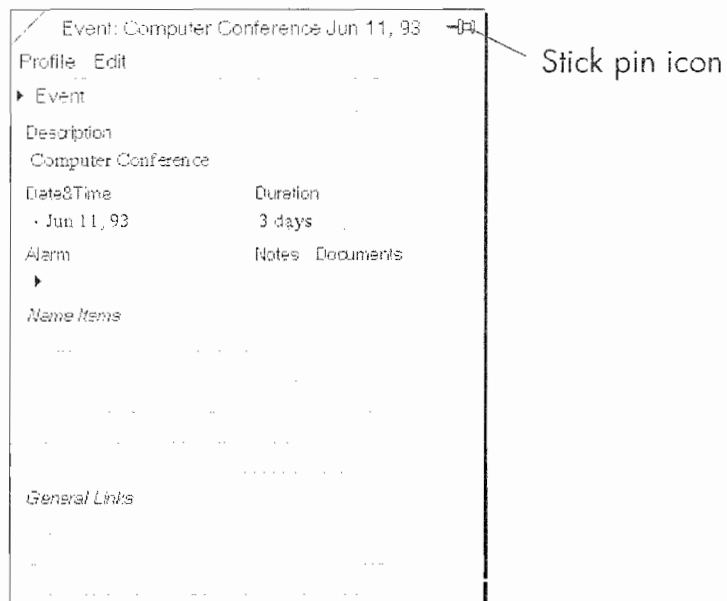 Event: Computer Conference Jun 11, 93
Stick pin icon
Profile Edit
Event
Description
Computer Conference
Date&Time Duration
Jun 11, 93 3 days
Alarm Notes Documents
Name Items
General Links